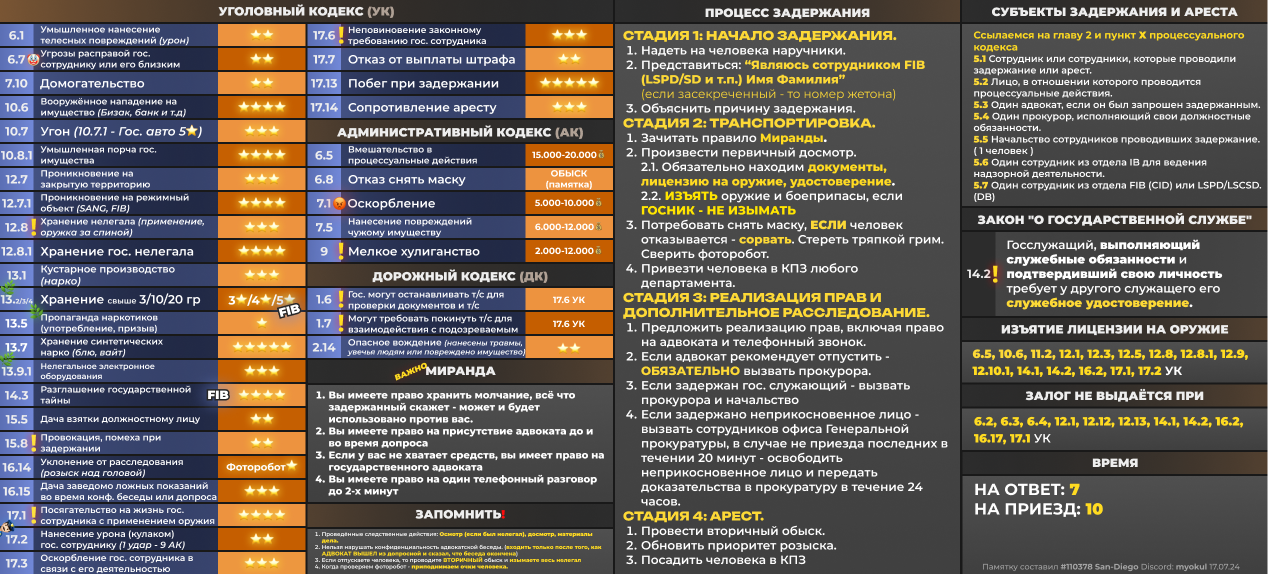 УГОЛОВНЫЙ КОДЕКС (УК)
6.1 Умышленное нанесение
телесных повреждений (урон)
6.7 Угрозы расправой гос.
сотруднику или его близким
7.10 Домогательство
10.6 Вооружённое нападение на
имущество (Бизак, банк и т.д)
10.7 Угон (10.7.1 - Гос. авто 5)
10.8.1 Умышленная порча гос.
имущества
12.7 Проникновение на
закрытую территорию
12.7.1 Проникновение на режимный
объект (SANG, FIB)
12.8 Хранение нелегала (применение,
оружка за спиной)
12.8.1 Хранение гос. нелегала
13.1 Кустарное производство
(нарко)
13.2/3/4 Хранение свыше 3/10/20 гр 3/4/5
FIB
13.5 Пропаганда наркотиков
(употребление, призыв)
13.7 Хранение синтетических
нарко (блю, вайт)
13.9.1 Нелегальное электронное
оборудования
14.3 Разглашение государственной
тайны FIB
15.5 Дача взятки должностному лицу
15.8 Провокация, помеха при
задержании
16.14 Уклонение от расследования
(розыск над головой) Фоторобот
16.15 Дача заведомо ложных показаний
во время конф. беседы или допроса
17.1 Посягательство на жизнь гос.
сотрудника с применением оружия
17.2 Нанесение урона (кулаком)
гос. сотруднику (1 удар - 9 АК)
17.3 Оскорбление гос. сотрудника в
связи с его деятельностью
17.6 Неповиновение законному
требованию гос. сотрудника
17.7 Отказ от выплаты штрафа
17.13 Побег при задержании
17.14 Сопротивление аресту
АДМИНИСТРАТИВНЫЙ КОДЕКС (АК)
6.5 Вмешательство в
процессуальные действия 15.000-20.000
6.8 Отказ снять маску ОБЫСК
(памятка)
7.1 Оскорбление 5.000-10.000
7.5 Нанесение повреждений
чужому имуществу 6.000-12.000
9 Мелкое хулиганство 2.000-12.000
ДОРОЖНЫЙ КОДЕКС (ДК)
1.6 Гос. могут останавливать т/с для
проверки документов и т/с 17.6 УК
1.7 Могут требовать покинуть т/с для
взаимодействия с подозреваемым 17.6 УК
2.14 Опасное вождение (нанесены травмы,
увечья людям или повреждено имущество)
ВАЖНО
МИРАНДА
1. Вы имеете право хранить молчание, всё что
задержанный скажет - может и будет
использовано против вас.
2. Вы имеете право на присутствие адвоката до и
во время допроса
3. Если у вас не хватает средств, вы имеет право на
государственного адвоката
4. Вы имеете право на один телефонный разговор
до 2-х минут
ЗАПОМНИТЬ!
1. Проведённые следственные действия: Осмотр (если был нелегал), досмотр, материалы
дела.
2. Нельзя нарушать конфиденциальность адвокатской беседы. (входить только после того, как
АДВОКАТ ВЫШЕЛ из допросной и сказал, что беседа окончена)
3. Если отпускаете человека, то проводите ВТОРИЧНЫЙ обыск и изымаете весь нелегал
4. Когда проверяем фоторобот - приподнимаем очки человека.
ПРОЦЕСС ЗАДЕРЖАНИЯ
СТАДИЯ 1: НАЧАЛО ЗАДЕРЖАНИЯ.
1. Надеть на человека наручники.
2. Представиться: “Являюсь сотрудником FIB
(LSPD/SD и т.п.) Имя Фамилия”
(если засекреченный - то номер жетона)
3. Объяснить причину задержания.
СТАДИЯ 2: ТРАНСПОРТИРОВКА.
1. Зачитать правило Миранды.
2. Произвести первичный досмотр.
2.1. Обязательно находим документы,
лицензию на оружие, удостоверение.
2.2. ИЗЪЯТЬ оружие и боеприпасы, если
ГОСНИК - НЕ ИЗЫМАТЬ
3. Потребовать снять маску, ЕСЛИ человек
отказывается - сорвать. Стереть тряпкой грим.
Сверить фоторобот.
4. Привезти человека в КПЗ любого
департамента.
СТАДИЯ 3: РЕАЛИЗАЦИЯ ПРАВ И
ДОПОЛНИТЕЛЬНОЕ РАССЛЕДОВАНИЕ.
1. Предложить реализацию прав, включая право
на адвоката и телефонный звонок.
2. Если адвокат рекомендует отпустить -
ОБЯЗАТЕЛЬНО вызвать прокурора.
3. Если задержан гос. служающий - вызвать
прокурора и начальство
4. Если задержано неприкосновенное лицо -
вызвать сотрудников офиса Генеральной
прокуратуры, в случае не приезда последних в
течении 20 минут - освободить
неприкосновенное лицо и передать
доказательства в прокуратуру в течение 24
часов.
СТАДИЯ 4: АРЕСТ.
1. Провести вторичный обыск.
2. Обновить приоритет розыска.
3. Посадить человека в КПЗ
СУБЪЕКТЫ ЗАДЕРЖАНИЯ И АРЕСТА
Ссылаемся на главу 2 и пункт X процессуального
кодекса
5.1 Сотрудник или сотрудники, которые проводили
задержание или арест.
5.2 Лицо, в отношении которого проводится
процессуальные действия.
5.3 Один адвокат, если он был запрошен задержанным.
5.4 Один прокурор, исполняющий свои должностные
обязанности.
5.5 Начальство сотрудников проводивших задержание.
( 1 человек )
5.6 Один сотрудник из отдела IB для ведения
надзорной деятельности.
5.7 Один сотрудник из отдела FIB (CID) или LSPD/LSCSD.
(DB)
ЗАКОН "О ГОСУДАРСТВЕННОЙ СЛУЖБЕ"
14.2 Госслужащий, выполняющий
служебные обязанности и
подтвердивший свою личность
требует у другого служащего его
служебное удостоверение.
ИЗЪЯТИЕ ЛИЦЕНЗИИ НА ОРУЖИЕ
6.5, 10.6, 11.2, 12.1, 12.3, 12.5, 12.8, 12.8.1, 12.9,
12.10.1, 14.1, 14.2, 16.2, 17.1, 17.2 УК
ЗАЛОГ НЕ ВЫДАЁТСЯ ПРИ
6.2, 6.3, 6.4, 12.1, 12.12, 12.13, 14.1, 14.2, 16.2,
16.17, 17.1 УК
ВРЕМЯ
НА ОТВЕТ: 7
НА ПРИЕЗД: 10
Памятку составил #110378 San-Diego Discord: myokul 17.07.24